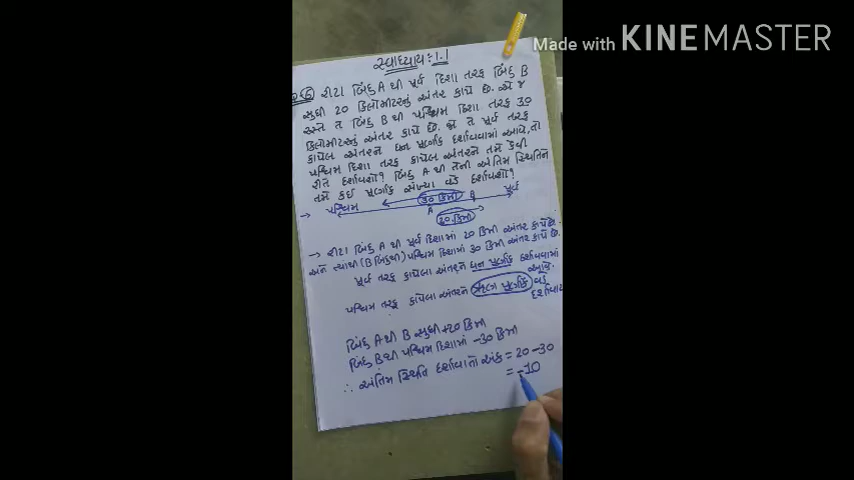 Made with KINEMASTER
સ્વાધ્યાય : 1.1
રીટા બિંદુ A થી પૂર્વ દિશા તરફ બિંદુ B
સુધી 20 કિલોમીટરનું અંતર કાપે છે. એ જ
રસ્તે તે બિંદુ B થી પશ્ચિમ દિશા તરફ 30
કિલોમીટરનું અંતર કાપે છે. જો તે પૂર્વ તરફ
કાપેલ અંતરને ધન પૂર્ણાંક દર્શાવવામાં આવે, તો
પશ્ચિમ દિશા તરફ કાપેલ અંતરને તમે કેવી
રીતે દર્શાવશો? બિંદુ A થી તેની અંતિમ સ્થિતિને
તમે કઈ પૂર્ણાંક સંખ્યા વડે દર્શાવશો?
→ પશ્ચિમ 30 કિમી B પૂર્વ
A
20 કિમી
→ રીટા બિંદુ A થી પૂર્વ દિશામાં 20 કિમી અંતર કાપે છે.
અને ત્યાંથી (B બિંદુથી) પશ્ચિમ દિશામાં 30 કિમી અંતર કાપે છે.
પૂર્વ તરફ કાપેલા અંતરને ધન પૂર્ણાંક દર્શાવવામાં
આવે.
પશ્ચિમ તરફ કાપેલા અંતરને ઋણ પૂર્ણાંક વડે
દર્શાવાય
બિંદુ A થી B સુધી +20 કિમી
બિંદુ B થી પશ્ચિમ દિશામાં -30 કિમી
∴ અંતિમ સ્થિતિ દર્શાવાતો અંક = 20 - 30
= -10